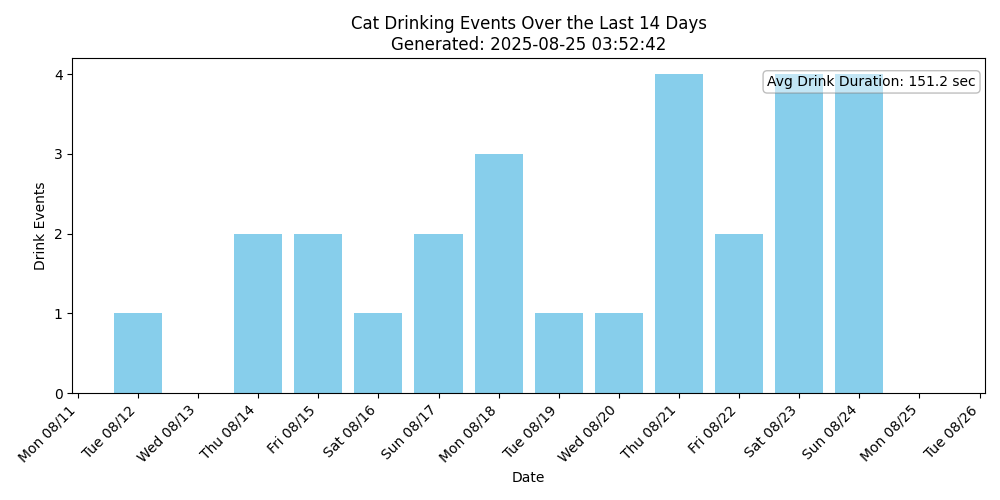 Cat Drinking Events Over the Last 14 Days
Generated: 2025-08-25 03:52:42
Avg Drink Duration: 151.2 sec
Drink Events
4
3
2
1
0
Mon 08/11
Tue 08/12
Wed 08/13
Thu 08/14
Fri 08/15
Sat 08/16
Sun 08/17
Mon 08/18
Tue 08/19
Wed 08/20
Thu 08/21
Fri 08/22
Sat 08/23
Sun 08/24
Mon 08/25
Tue 08/26
Date